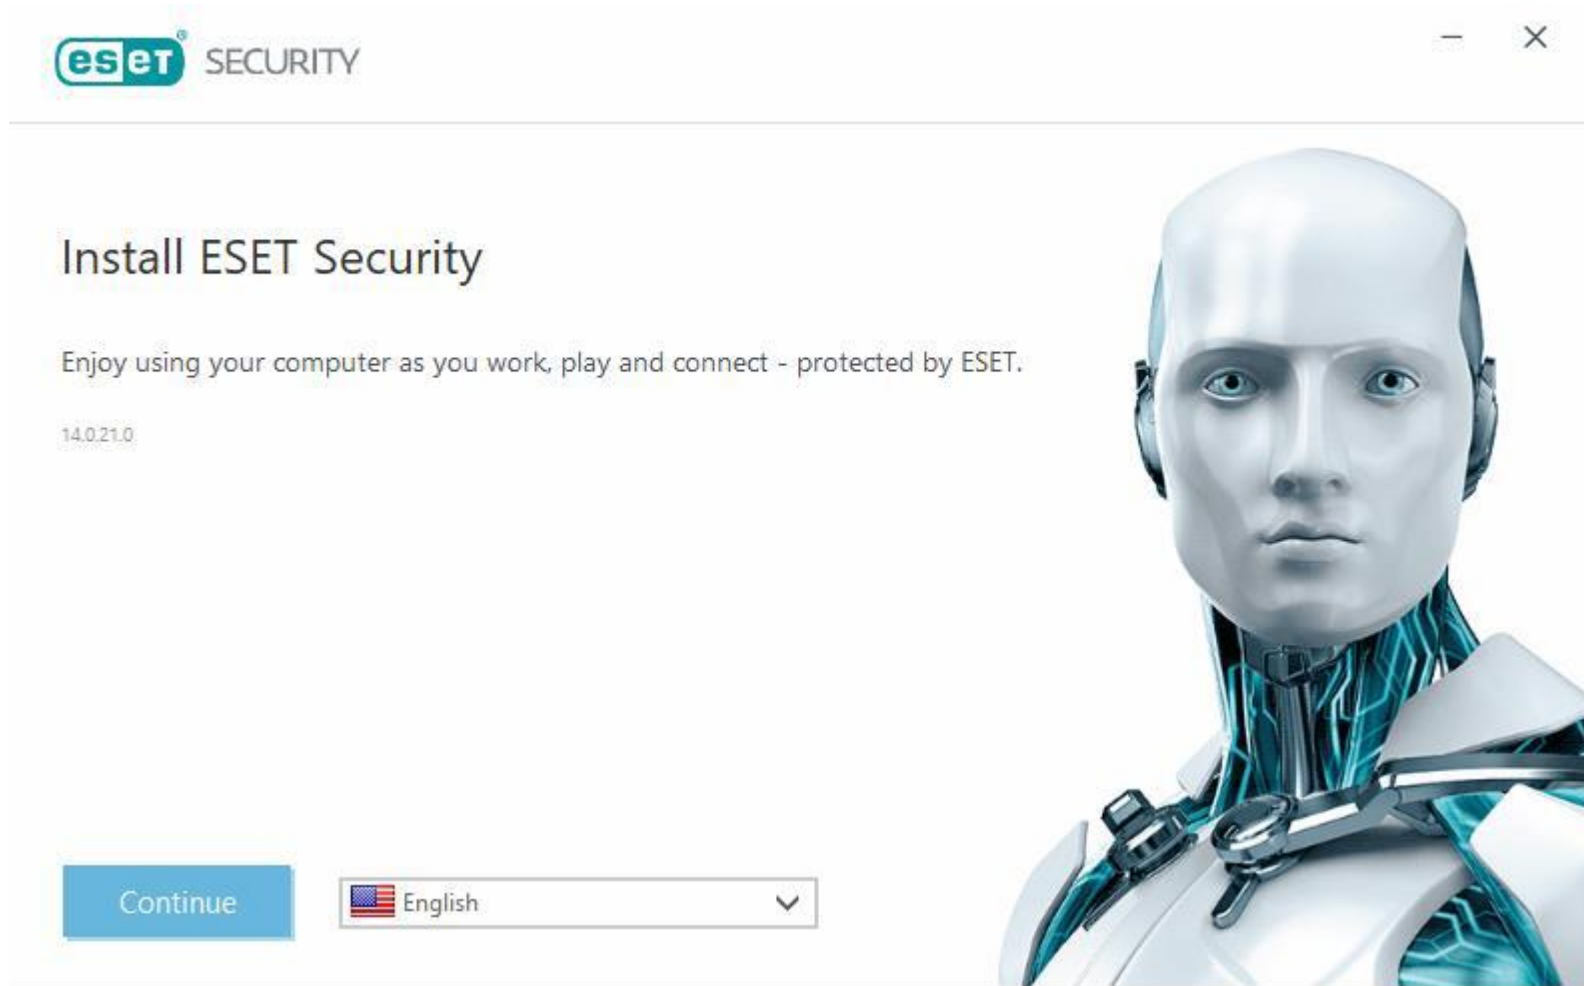 eset® SECURITY
Install ESET Security
Enjoy using your computer as you work, play and connect - protected by ESET.
14.0.21.0
Continue
English